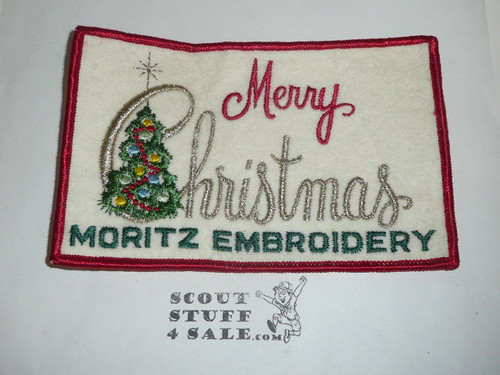 Merry
Christmas
MORITZ EMBROIDERY
SCOUT
STUFF
4 SALE.COM